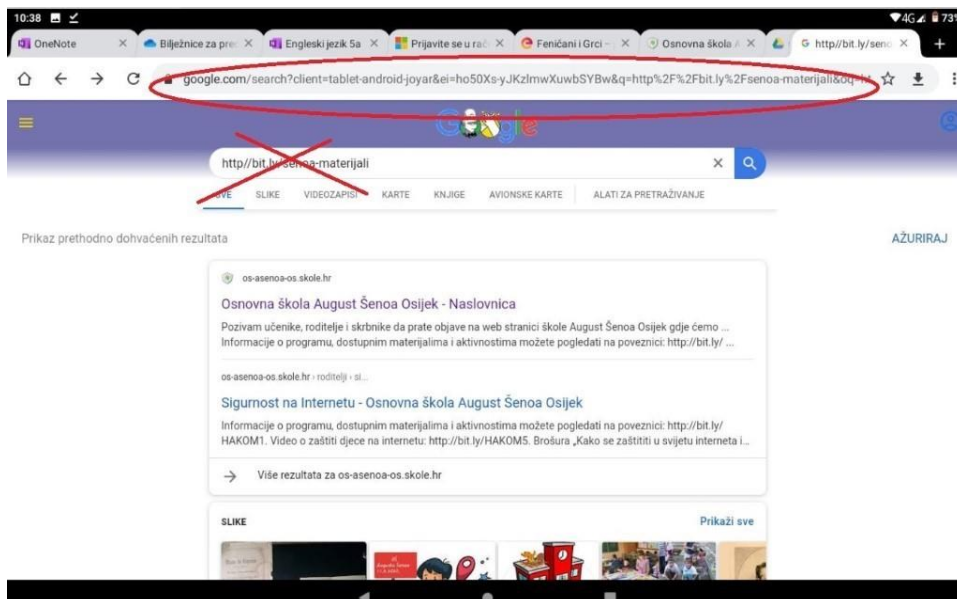 10:38
4G 73%
OneNote
Bilježnice za pred
Engleski jezik 5a
Prijavite se u rač
Feničani i Grci –
Osnovna škola A
http//bit.ly/seno
google.com/search?client=tablet-android-joyar&ei=ho50Xs-yJKzlmwXuwbSYBw&q=http%2F%2Fbit.ly%2Fsenoa-materijali&oq=ht
Google
http//bit.ly/senoa-materijali
SVE SLIKE VIDEOZAPISI KARTE KNJIGE AVIONSKE KARTE ALATI ZA PRETRAŽIVANJE
Prikaz prethodno dohvaćenih rezultata
AŽURIRAJ
os-asenoa-os.skole.hr
Osnovna škola August Šenoa Osijek - Naslovnica
Pozivam učenike, roditelje i skrbnike da prate objave na web stranici škole August Šenoa Osijek gdje ćemo ...
Informacije o programu, dostupnim materijalima i aktivnostima možete pogledati na poveznici: http://bit.ly/ ...
os-asenoa-os.skole.hr › roditelji › si...
Sigurnost na Internetu - Osnovna škola August Šenoa Osijek
Informacije o programu, dostupnim materijalima i aktivnostima možete pogledati na poveznici: http://bit.ly/
HAKOM1. Video o zaštiti djece na internetu: http://bit.ly/HAKOM5. Brošura „Kako se zaštititi u svijetu interneta i...
Više rezultata za os-asenoa-os.skole.hr
SLIKE
Prikaži sve